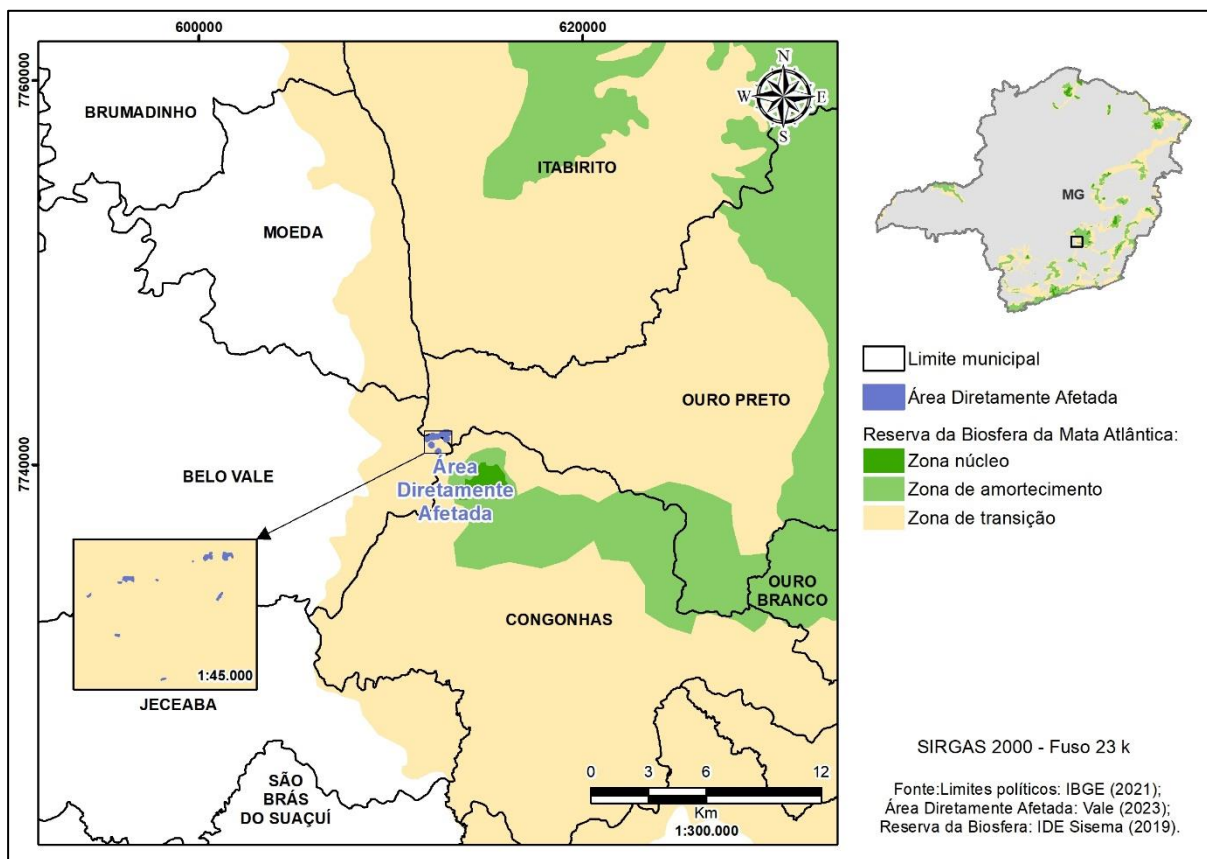 600000
620000
7760000
7740000
N
W
E
S
BRUMADINHO
ITABIRITO
MOEDA
OURO PRETO
BELO VALE
Área
Diretamente
Afetada
OURO
BRANCO
CONGONHAS
1:45.000
JECEABA
SÃO
BRÁS
DO SUAÇUÍ
0 3 6 12
Km
1:300.000
MG
Limite municipal
Área Diretamente Afetada
Reserva da Biosfera da Mata Atlântica:
Zona núcleo
Zona de amortecimento
Zona de transição
SIRGAS 2000 - Fuso 23 k
Fonte:Limites políticos: IBGE (2021);
Área Diretamente Afetada: Vale (2023);
Reserva da Biosfera: IDE Sisema (2019).